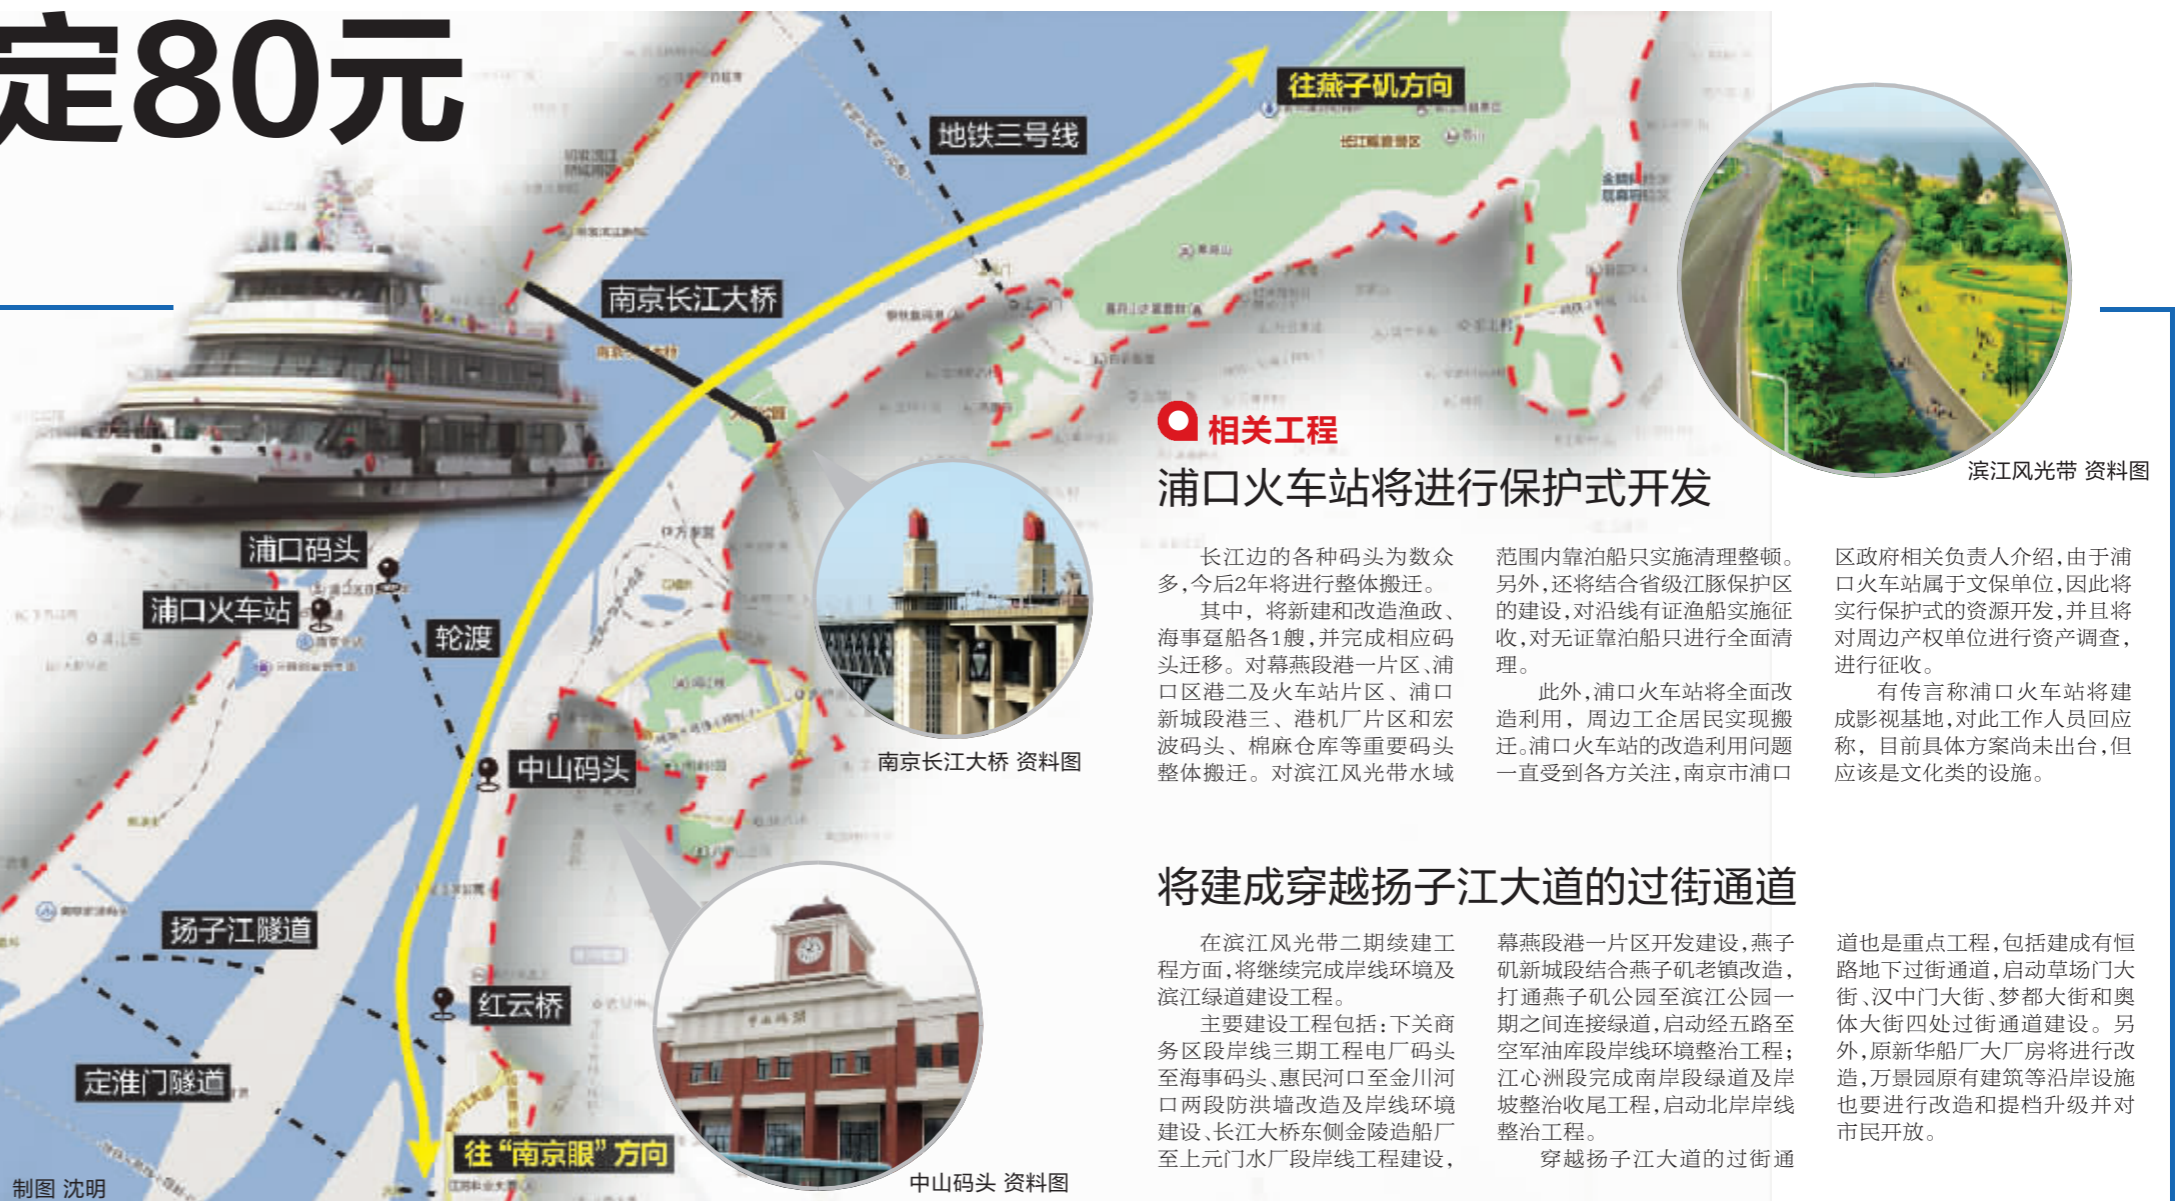 定80元
往燕子矶方向
地铁三号线
南京长江大桥
浦口码头
浦口火车站
轮渡
中山码头
扬子江隧道
红云桥
定淮门隧道
往“南京眼”方向
制图 沈明
滨江风光带 资料图
南京长江大桥 资料图
中山码头
中山码头 资料图
相关工程
浦口火车站将进行保护式开发
长江边的各种码头为数众
多,今后2年将进行整体搬迁。
其中，将新建和改造渔政、
海事趸船各1艘,并完成相应码
头迁移。对幕燕段港一片区、浦
口区港二及火车站片区、浦口
新城段港三、港机厂片区和宏
波码头、棉麻仓库等重要码头
整体搬迁。对滨江风光带水域
范围内靠泊船只实施清理整顿。
另外,还将结合省级江豚保护区
的建设,对沿线有证渔船实施征
收,对无证靠泊船只进行全面清
理。
此外,浦口火车站将全面改
造利用，周边工企居民实现搬
迁。浦口火车站的改造利用问题
一直受到各方关注,南京市浦口
区政府相关负责人介绍,由于浦
口火车站属于文保单位,因此将
实行保护式的资源开发,并且将
对周边产权单位进行资产调查,
进行征收。
有传言称浦口火车站将建
成影视基地,对此工作人员回应
称，目前具体方案尚未出台,但
应该是文化类的设施。
将建成穿越扬子江大道的过街通道
在滨江风光带二期续建工
程方面,将继续完成岸线环境及
滨江绿道建设工程。
主要建设工程包括:下关商
务区段岸线三期工程电厂码头
至海事码头、惠民河口至金川河
口两段防洪墙改造及岸线环境
建设、长江大桥东侧金陵造船厂
至上元门水厂段岸线工程建设,
幕燕段港一片区开发建设,燕子
矶新城段结合燕子矶老镇改造,
打通燕子矶公园至滨江公园一
期之间连接绿道,启动经五路至
空军油库段岸线环境整治工程;
江心洲段完成南岸段绿道及岸
坡整治收尾工程,启动北岸岸线
整治工程。
穿越扬子江大道的过街通
道也是重点工程,包括建成有恒
路地下过街通道,启动草场门大
街、汉中门大街、梦都大街和奥
体大街四处过街通道建设。另
外,原新华船厂大厂房将进行改
造,万景园原有建筑等沿岸设施
也要进行改造和提档升级并对
市民开放。